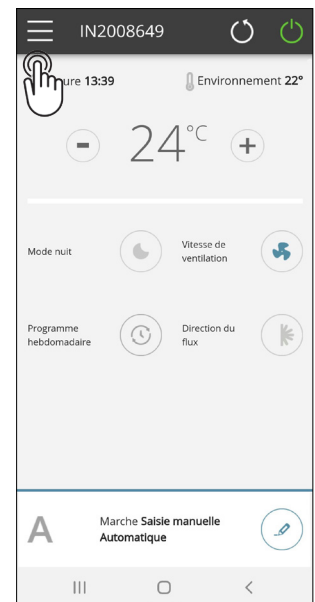 IN2008649
ure 13:39
Environnement 22°
24°C
Mode nuit
Vitesse de
ventilation
Programme
hebdomadaire
Direction du
flux
A
Marche Saisie manuelle
Automatique